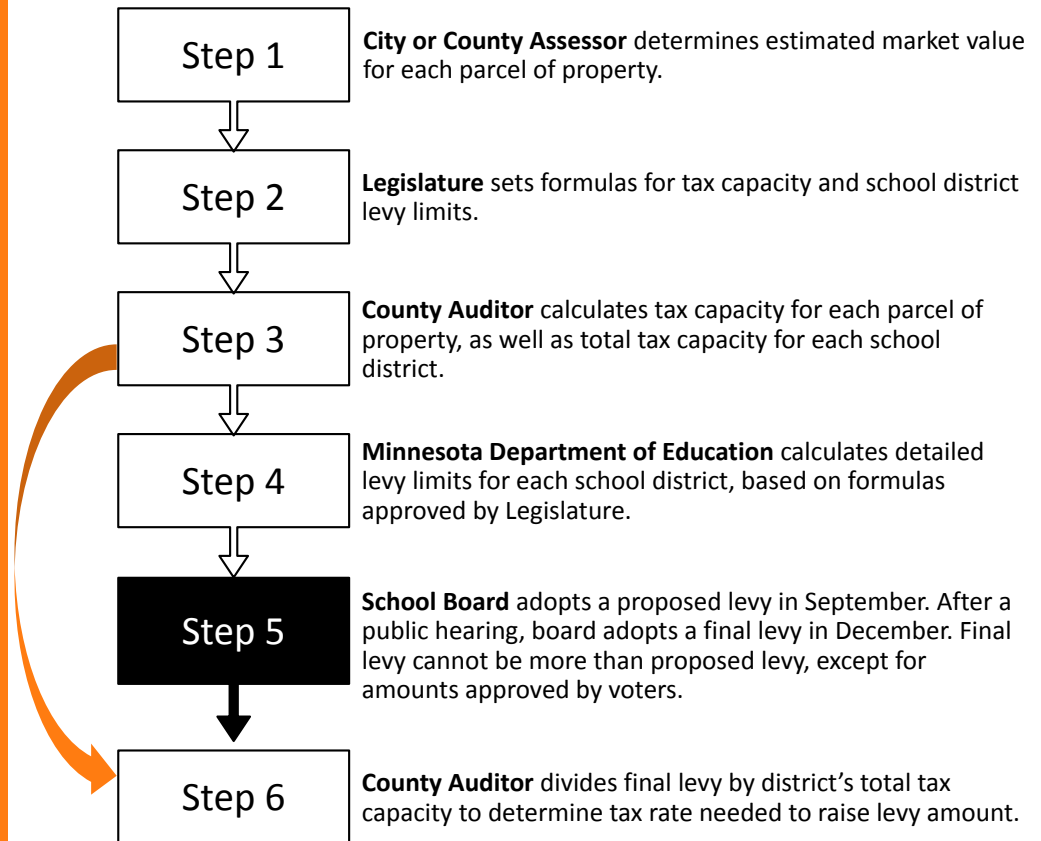 Step 1
City or County Assessor determines estimated market value
for each parcel of property.
Step 2
Legislature sets formulas for tax capacity and school district
levy limits.
Step 3
County Auditor calculates tax capacity for each parcel of
property, as well as total tax capacity for each school
district.
Step 4
Minnesota Department of Education calculates detailed
levy limits for each school district, based on formulas
approved by Legislature.
Step 5
School Board adopts a proposed levy in September. After a
public hearing, board adopts a final levy in December. Final
levy cannot be more than proposed levy, except for
amounts approved by voters.
Step 6
County Auditor divides final levy by district’s total tax
capacity to determine tax rate needed to raise levy amount.